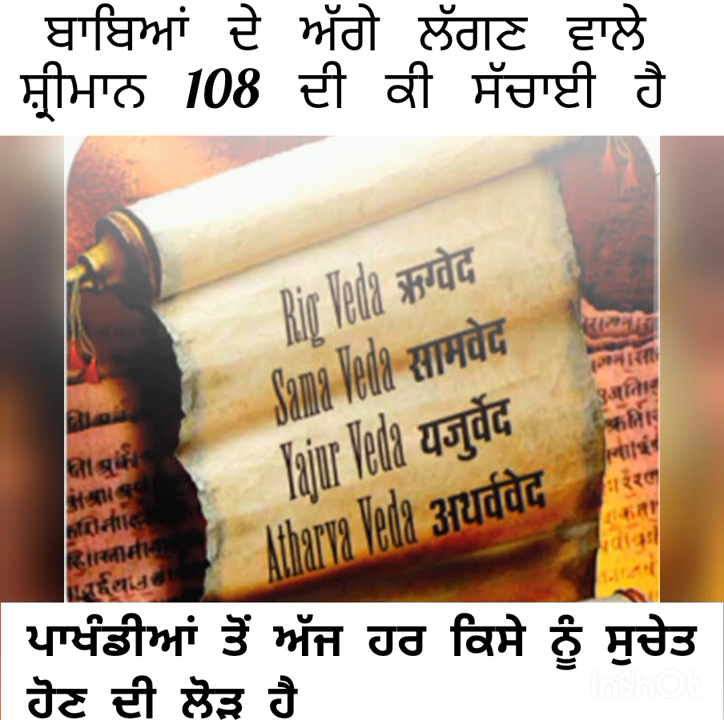 ਬਾਬਿਆਂ ਦੇ ਅੱਗੇ ਲੱਗਣ ਵਾਲੇ
ਸ਼੍ਰੀਮਾਨ 108 ਦੀ ਕੀ ਸੱਚਾਈ ਹੈ
Rig Veda ऋग्वेद
Sama Veda सामवेद
Yajur Veda यजुर्वेद
Atharva Veda अथर्ववेद
ਪਾਖੰਡੀਆਂ ਤੋਂ ਅੱਜ ਹਰ ਕਿਸੇ ਨੂੰ ਸੁਚੇਤ
ਹੋਣ ਦੀ ਲੋੜ ਹੈ
InShOt